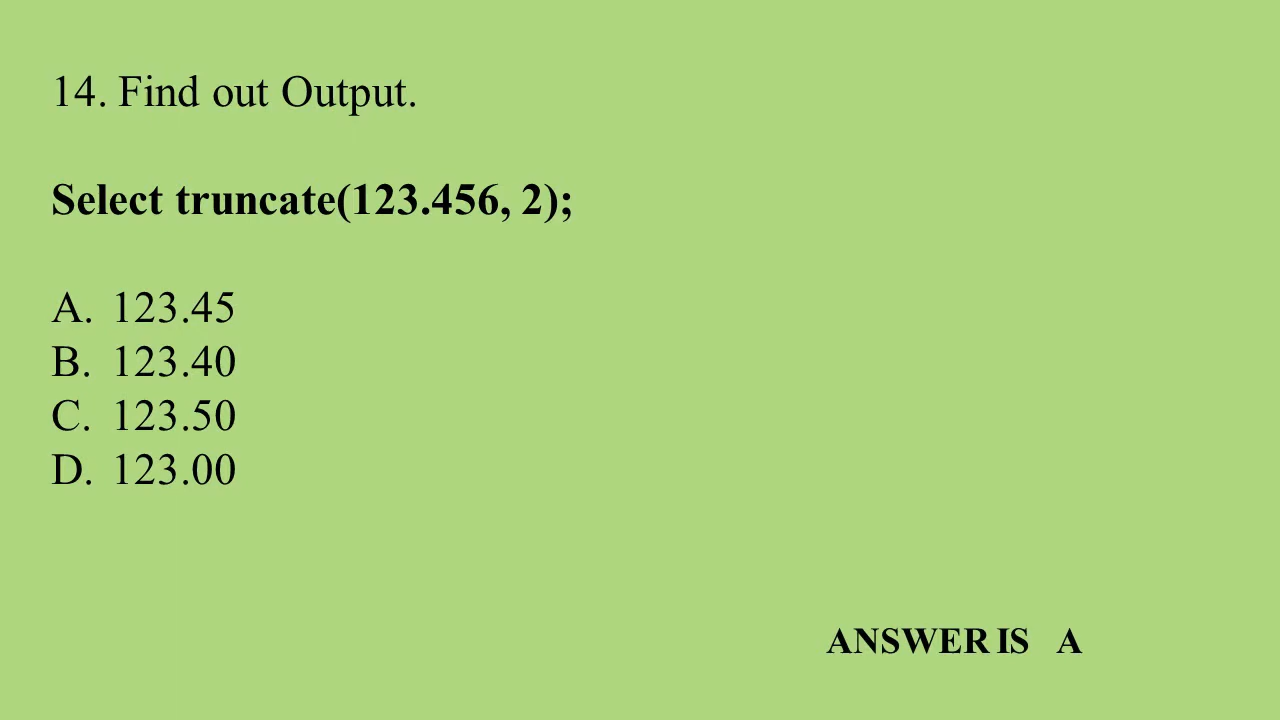 14. Find out Output.
Select truncate(123.456, 2);
A. 123.45
B. 123.40
C. 123.50
D. 123.00
ANSWER IS A